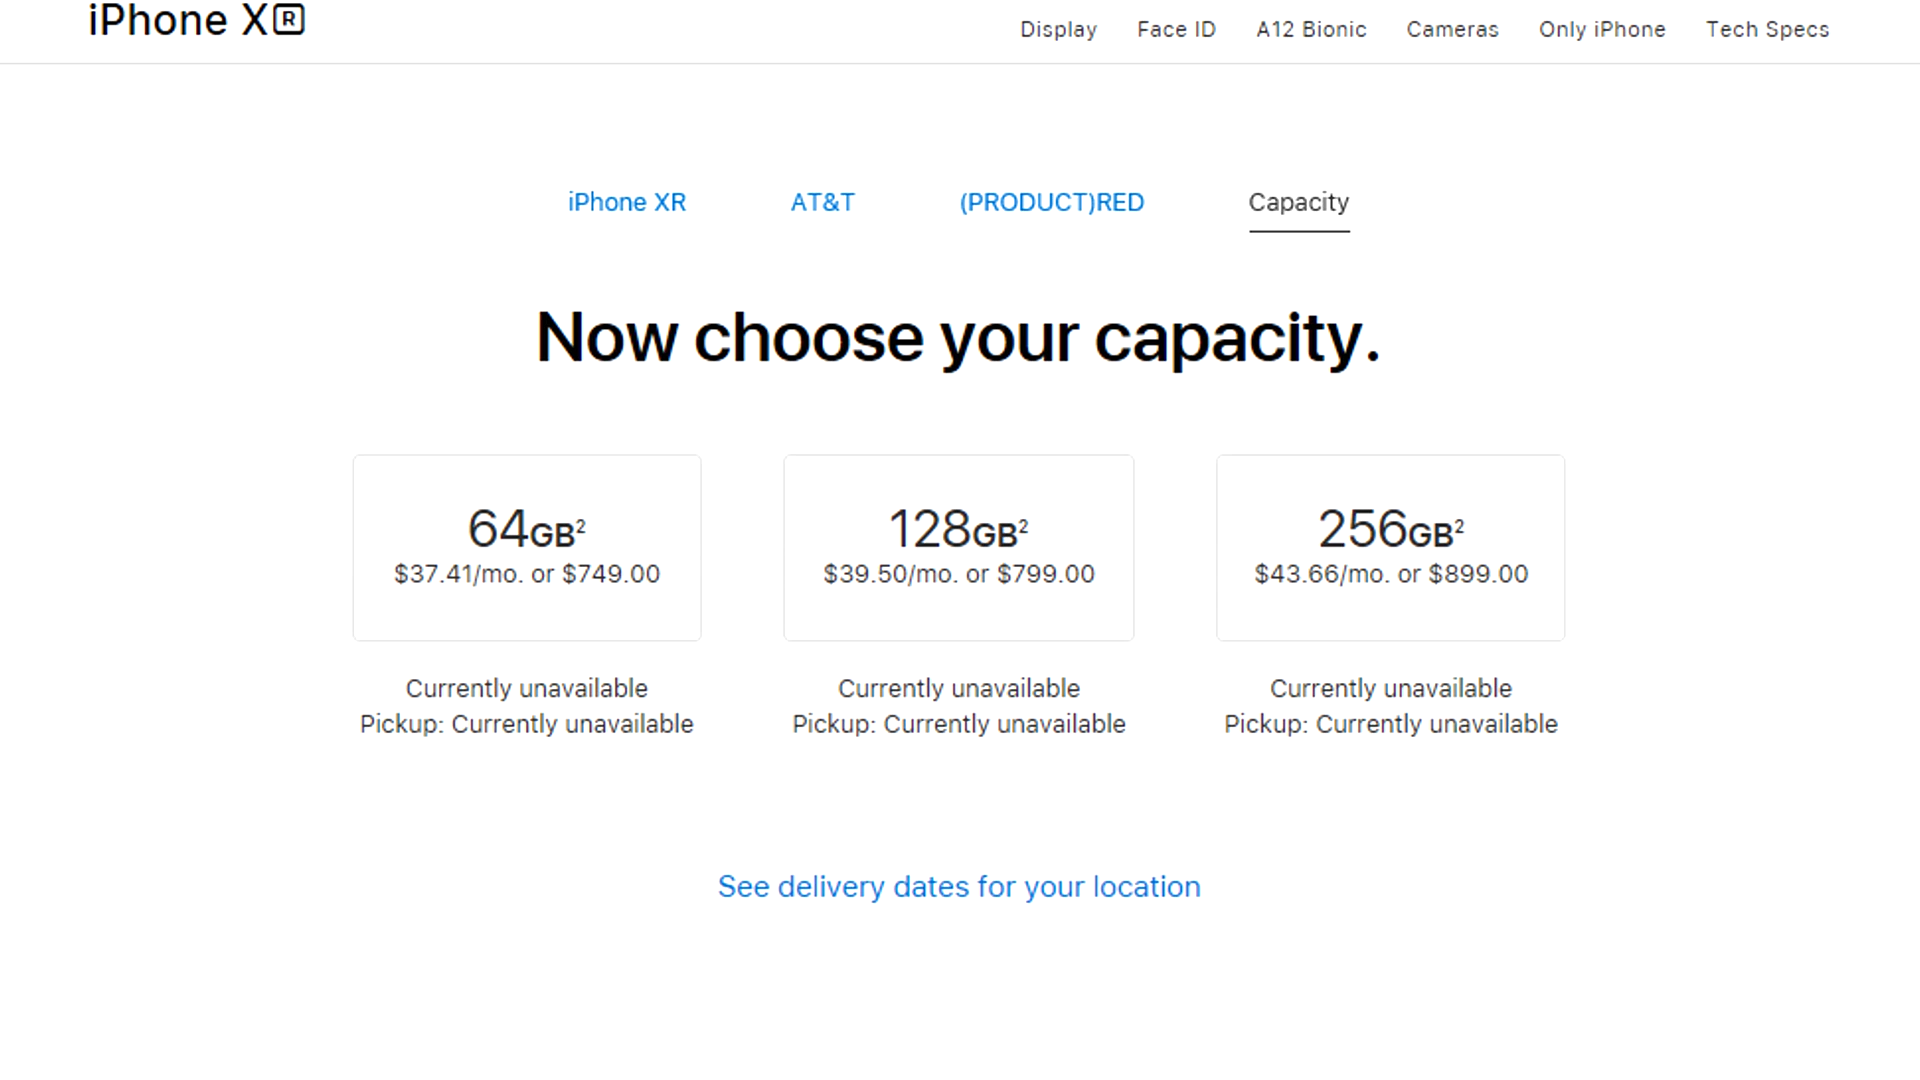 iPhone XR
Display Face ID A12 Bionic Cameras Only iPhone Tech Specs
iPhone XR AT&T (PRODUCT)RED Capacity
Now choose your capacity.
64GB²
$37.41/mo. or $749.00
Currently unavailable
Pickup: Currently unavailable
128GB²
$39.50/mo. or $799.00
Currently unavailable
Pickup: Currently unavailable
256GB²
$43.66/mo. or $899.00
Currently unavailable
Pickup: Currently unavailable
See delivery dates for your location